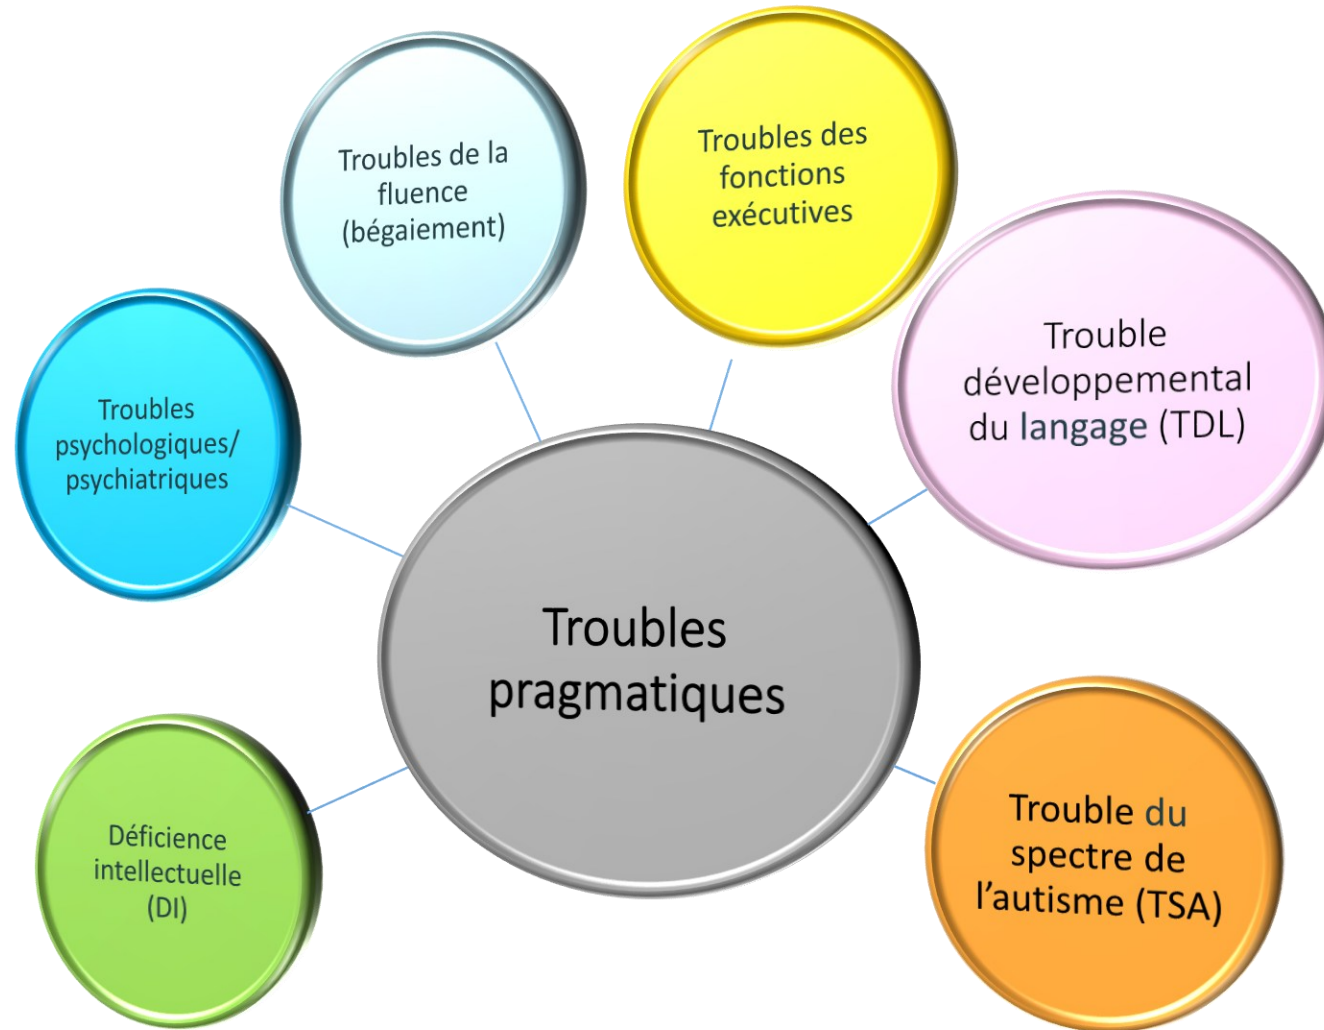 Troubles de la
fluence
(bégaiement)
Troubles des
fonctions
exécutives
Trouble
développemental
du langage (TDL)
Troubles
psychologiques/
psychiatriques
Troubles
pragmatiques
Déficience
intellectuelle
(DI)
Trouble du
spectre de
l’autisme (TSA)